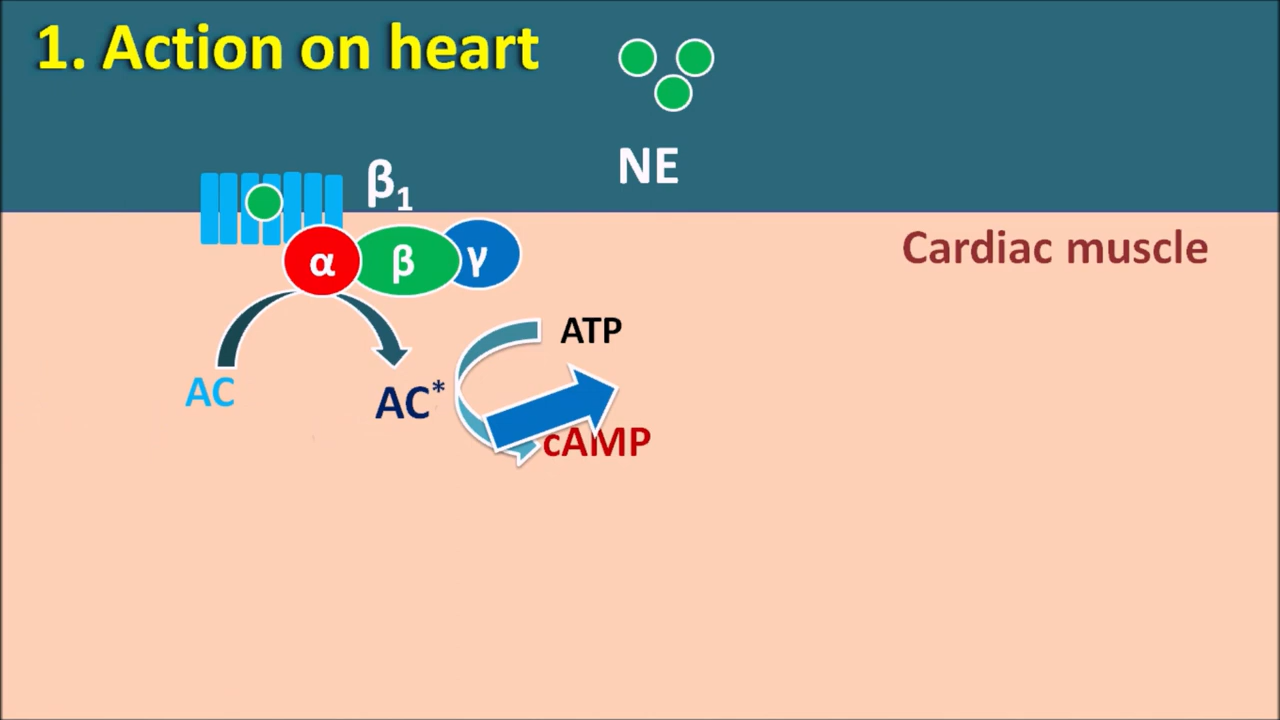 1. Action on heart
NE
β₁
Cardiac muscle
α β γ
ATP
AC
AC*
cAMP